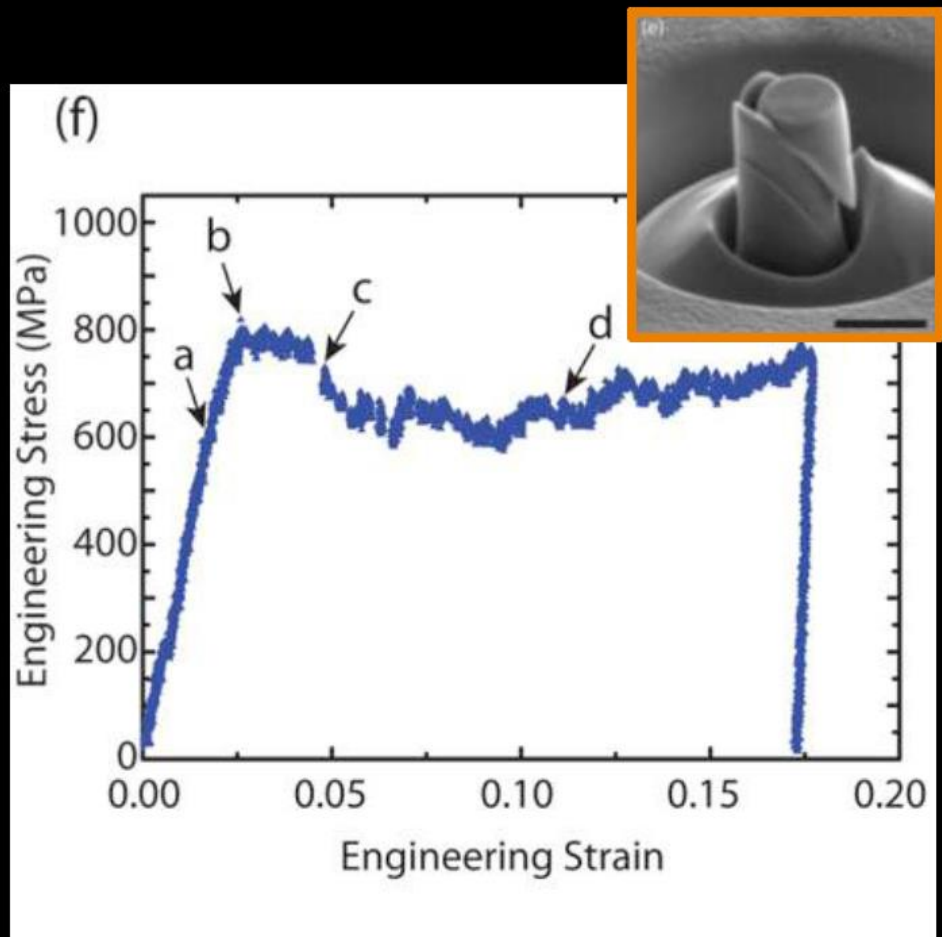 (e)
(f)
1000
800
600
400
200
0
Engineering Stress (MPa)
a
b
c
d
0.00 0.05 0.10 0.15 0.20
Engineering Strain